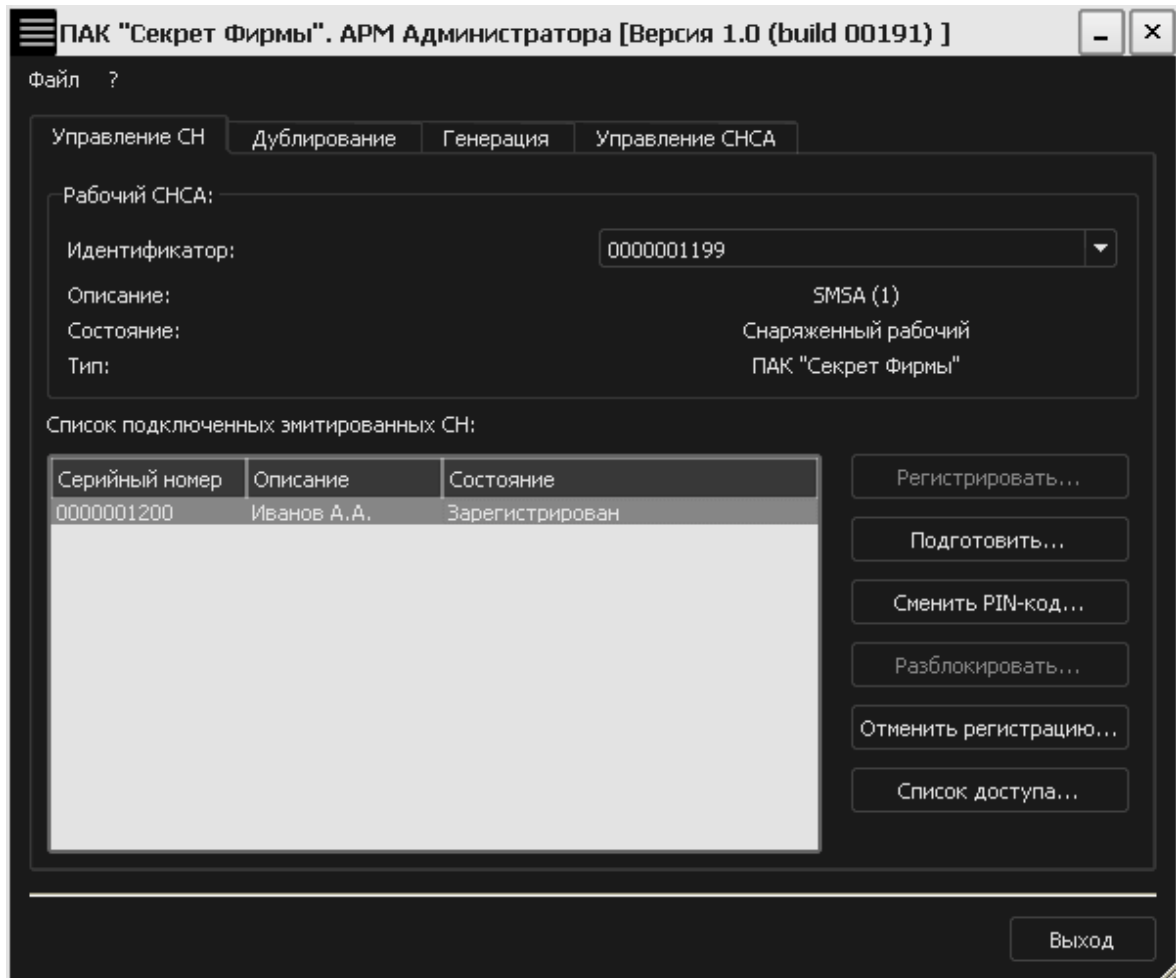 ПАК "Секрет Фирмы". АРМ Администратора [Версия 1.0 (build 00191) ]
Файл ?
Управление СН Дублирование Генерация Управление СНСА
Рабочий СНСА:
Идентификатор: 0000001199
Описание: SMSA (1)
Состояние: Снаряженный рабочий
Тип: ПАК "Секрет Фирмы"
Список подключенных эмитированных СН:
Серийный номер Описание Состояние
0000001200 Иванов А.А. Зарегистрирован
Регистрировать...
Подготовить...
Сменить PIN-код...
Разблокировать...
Отменить регистрацию...
Список доступа...
Выход